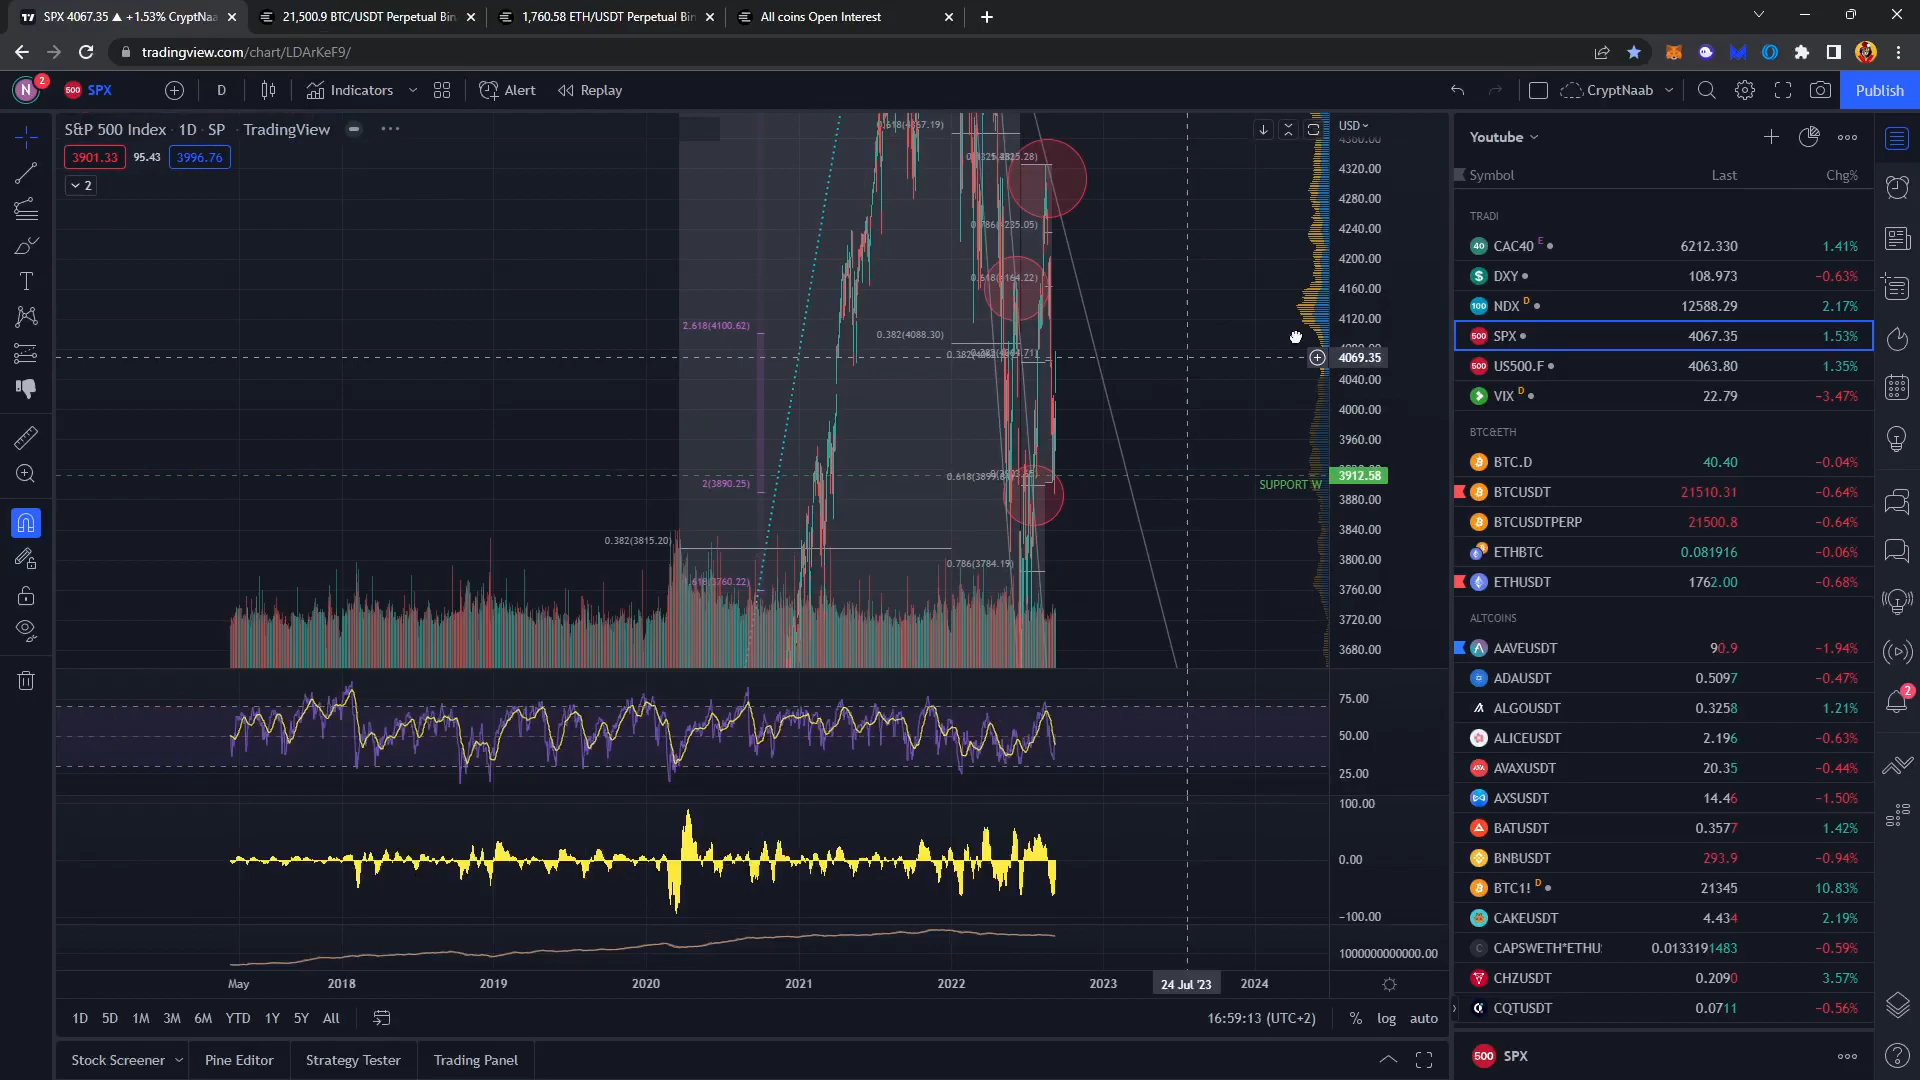 SPX 4067.35 ▲ +1.53% CryptNaa
21,500.9 BTC/USDT Perpetual Bin
1,760.58 ETH/USDT Perpetual Bin
All coins Open Interest
tradingview.com/chart/LDArKeF9/
N 2
500 SPX
D
Indicators
Alert
Replay
CryptNaab
Publish
S&P 500 Index · 1D · SP · TradingView
3901.33 95.43 3996.76
2
USD
4320.00
4280.00
4240.00
4200.00
4160.00
4120.00
4069.35
4040.00
4000.00
3960.00
3912.58
3880.00
3840.00
3800.00
3760.00
3720.00
3680.00
0.786(4235.05)
2.618(4100.62)
0.382(4088.30)
2(3890.25)
SUPPORT W
0.382(3815.20)
0.786(3784.19)
75.00
50.00
25.00
100.00
0.00
−100.00
1000000000000.00
May 2018 2019 2020 2021 2022 2023 24 Jul '23 2024
1D 5D 1M 3M 6M YTD 1Y 5Y All
16:59:13 (UTC+2) % log auto
Stock Screener Pine Editor Strategy Tester Trading Panel
Youtube
Symbol Last Chg%
TRADI
40 CAC40 E 6212.330 1.41%
DXY 108.973 −0.63%
100 NDX D 12588.29 2.17%
500 SPX 4067.35 1.53%
500 US500.F 4063.80 1.35%
VIX D 22.79 −3.47%
BTC&ETH
BTC.D 40.40 −0.04%
BTCUSDT 21510.31 −0.64%
BTCUSDTPERP 21500.8 −0.64%
ETHBTC 0.081916 −0.06%
ETHUSDT 1762.00 −0.68%
ALTCOINS
AAVEUSDT 90.9 −1.94%
ADAUSDT 0.5097 −0.47%
ALGOUSDT 0.3258 1.21%
ALICEUSDT 2.196 −0.63%
AVAXUSDT 20.35 −0.44%
AXSUSDT 14.46 −1.50%
BATUSDT 0.3577 1.42%
BNBUSDT 293.9 −0.94%
BTC1! D 21345 10.83%
CAKEUSDT 4.434 2.19%
C CAPSWETH*ETHU 0.0133191483 −0.59%
CHZUSDT 0.2090 3.57%
CQTUSDT 0.0711 −0.56%
500 SPX
2